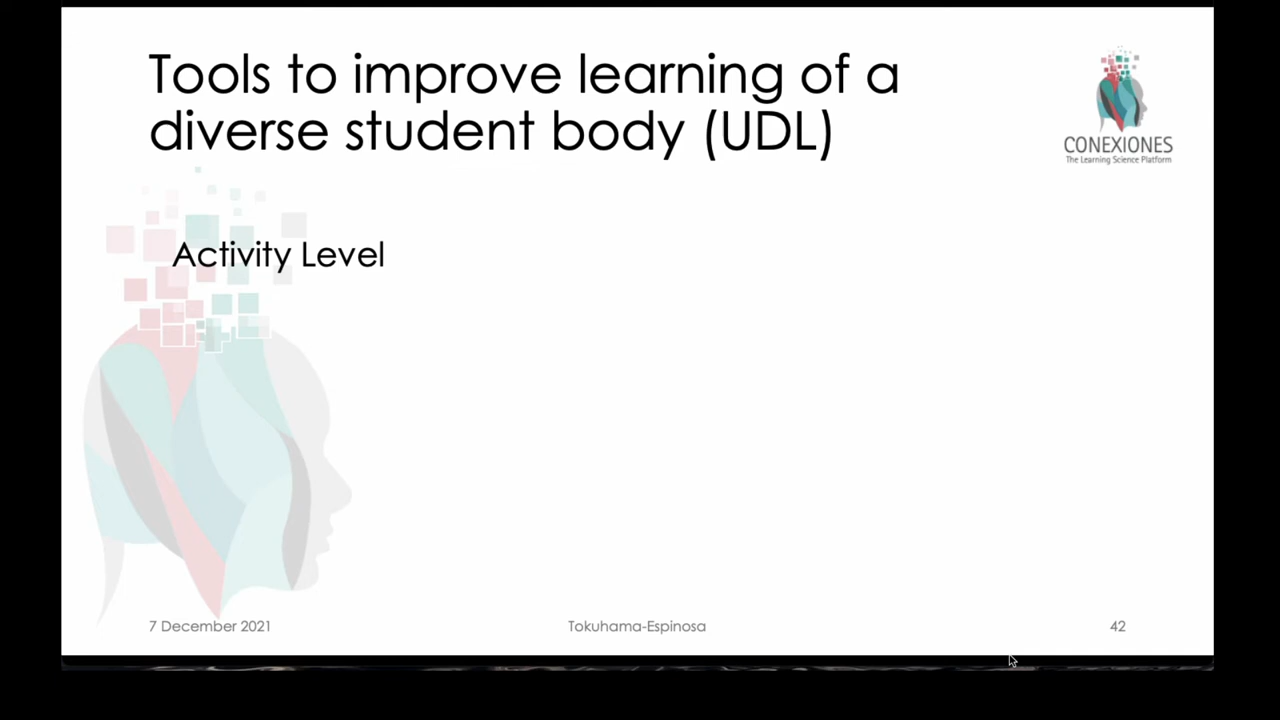 Tools to improve learning of a
diverse student body (UDL)
CONEXIONES
The Learning Science Platform
Activity Level
7 December 2021
Tokuhama-Espinosa
42